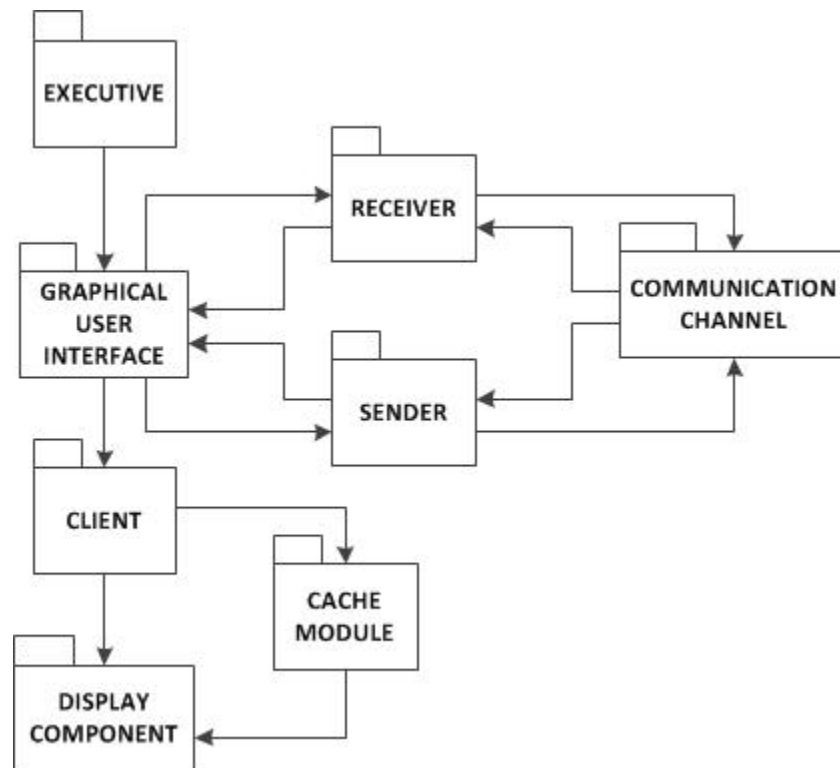 EXECUTIVE
RECEIVER
GRAPHICAL
USER
INTERFACE
COMMUNICATION
CHANNEL
SENDER
CLIENT
CACHE
MODULE
DISPLAY
COMPONENT